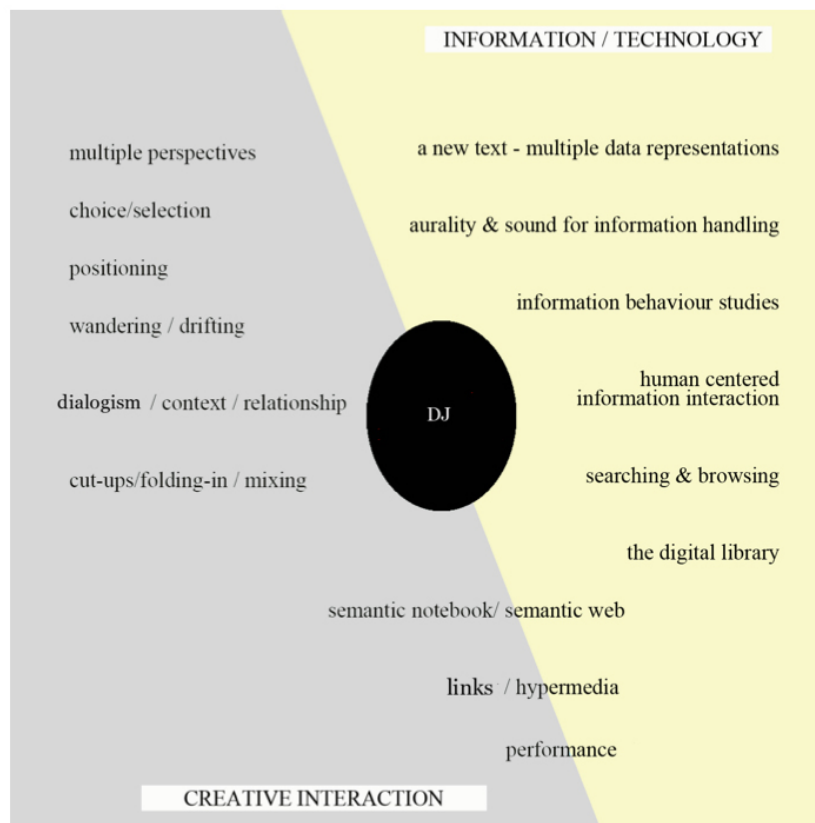 INFORMATION / TECHNOLOGY
multiple perspectives
choice/selection
positioning
wandering / drifting
dialogism / context / relationship
cut-ups/folding-in / mixing
a new text - multiple data representations
aurality & sound for information handling
information behaviour studies
human centered
information interaction
searching & browsing
the digital library
DJ
semantic notebook/ semantic web
links / hypermedia
performance
CREATIVE INTERACTION